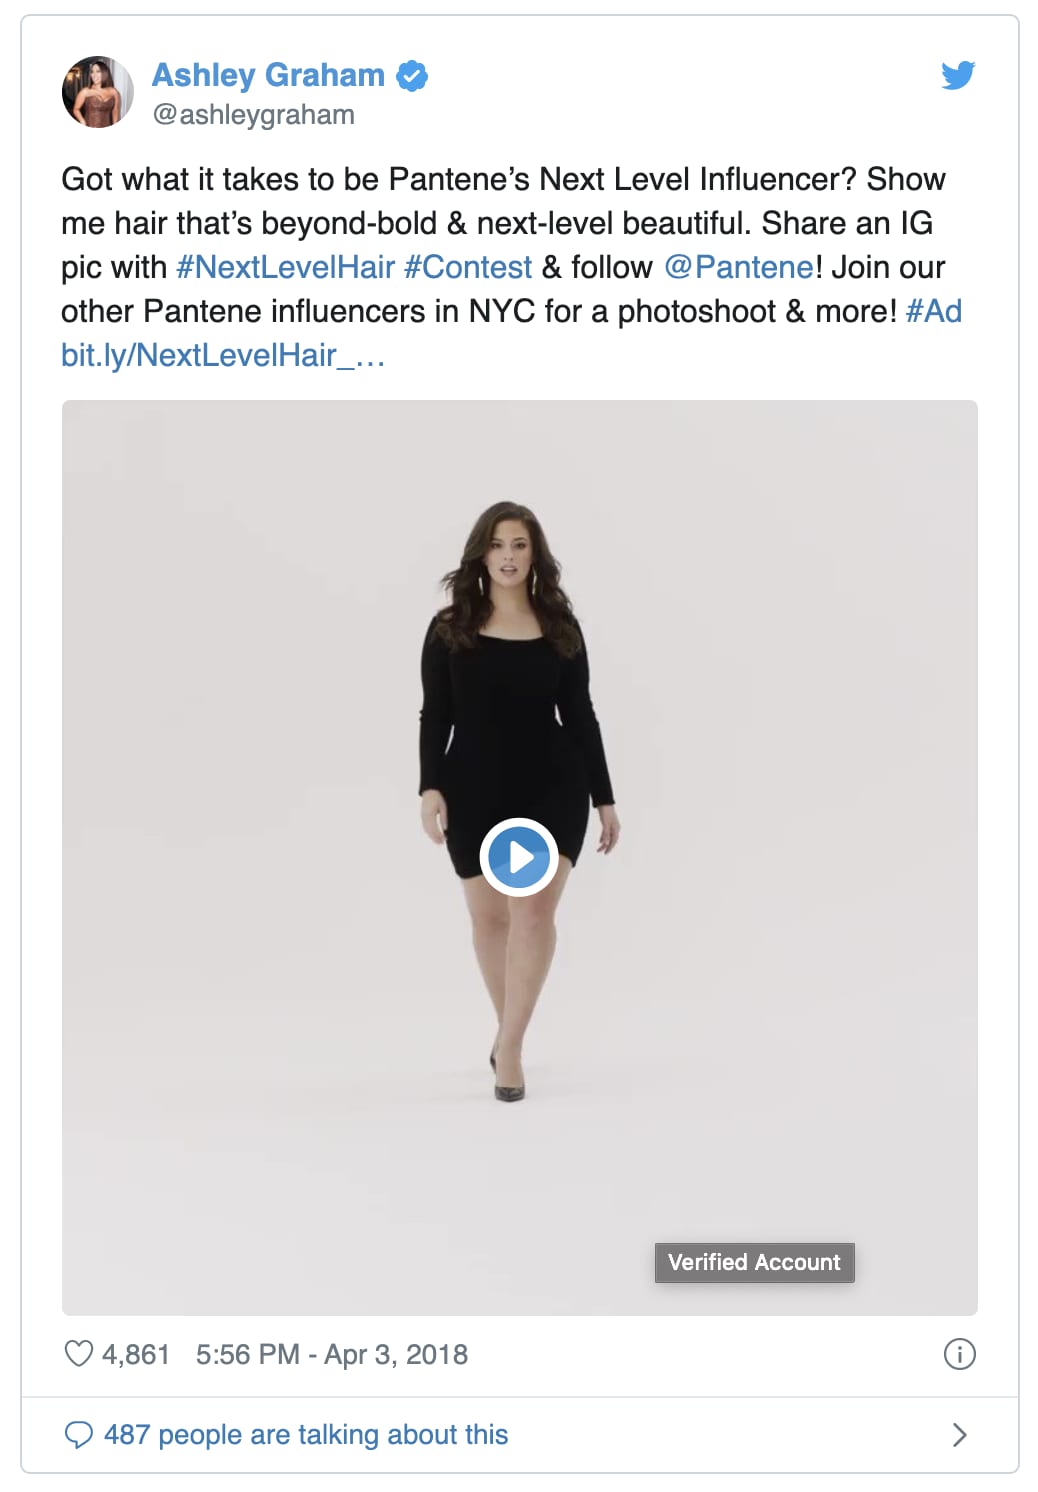 Ashley Graham
@ashleygraham
Got what it takes to be Pantene’s Next Level Influencer? Show
me hair that’s beyond-bold & next-level beautiful. Share an IG
pic with #NextLevelHair #Contest & follow @Pantene! Join our
other Pantene influencers in NYC for a photoshoot & more! #Ad
bit.ly/NextLevelHair_…
Verified Account
4,861 5:56 PM - Apr 3, 2018
487 people are talking about this